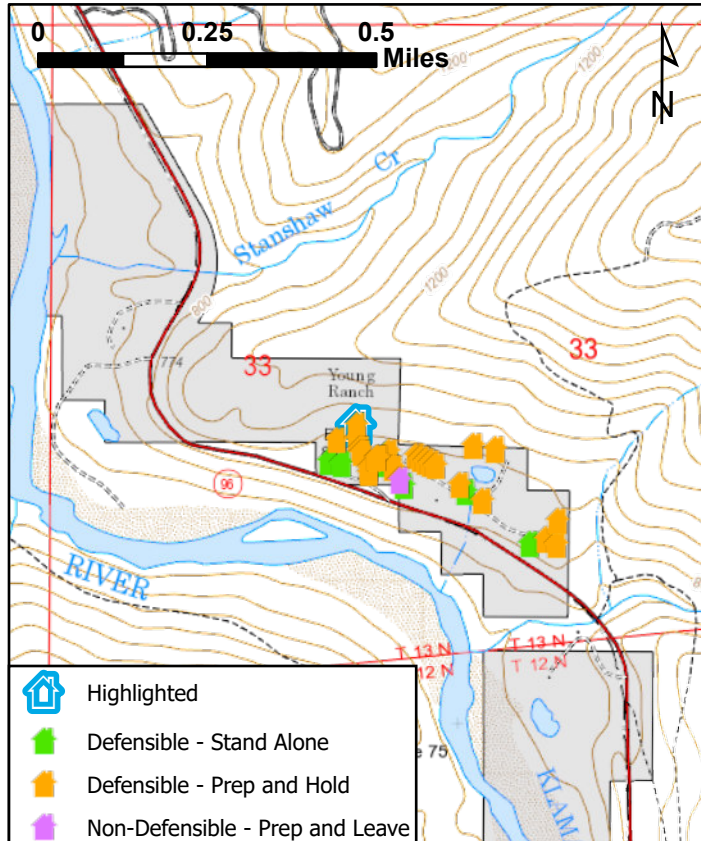 0 0.25 0.5
Miles
N
1200
1200
Stanshaw Cr
1200
800
774
33
33
Young
Ranch
96
RIVER
T 13 N T 13 N
T 12 N
e 75
KLAM
Highlighted
Defensible - Stand Alone
Defensible - Prep and Hold
Non-Defensible - Prep and Leave